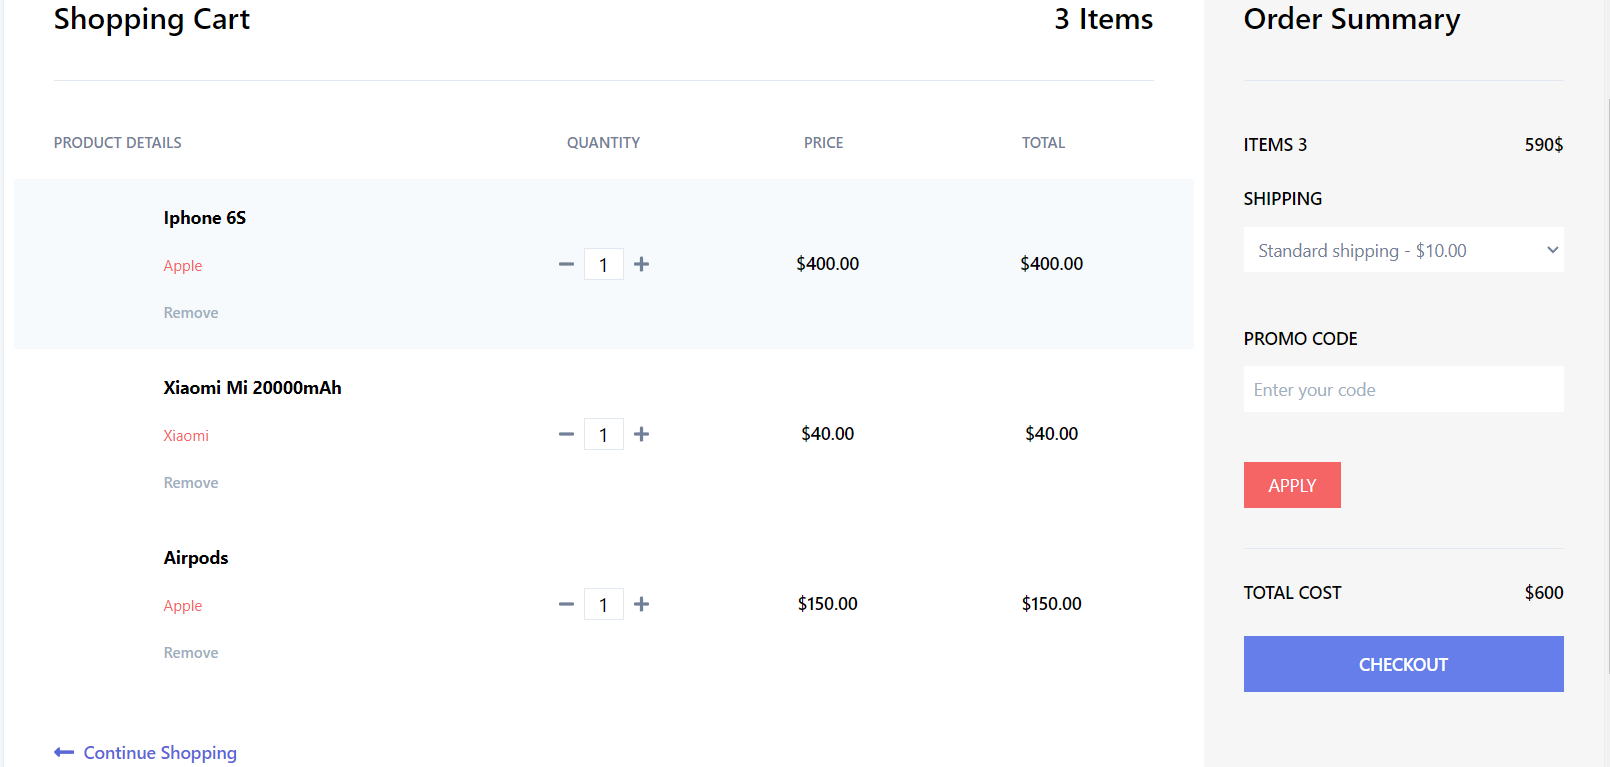 Shopping Cart
3 Items
PRODUCT DETAILS QUANTITY PRICE TOTAL
Iphone 6S
Apple
1 $400.00 $400.00
Remove
Xiaomi Mi 20000mAh
Xiaomi
1 $40.00 $40.00
Remove
Airpods
Apple
1 $150.00 $150.00
Remove
Continue Shopping
Order Summary
ITEMS 3 590$
SHIPPING
Standard shipping - $10.00
PROMO CODE
Enter your code
APPLY
TOTAL COST $600
CHECKOUT